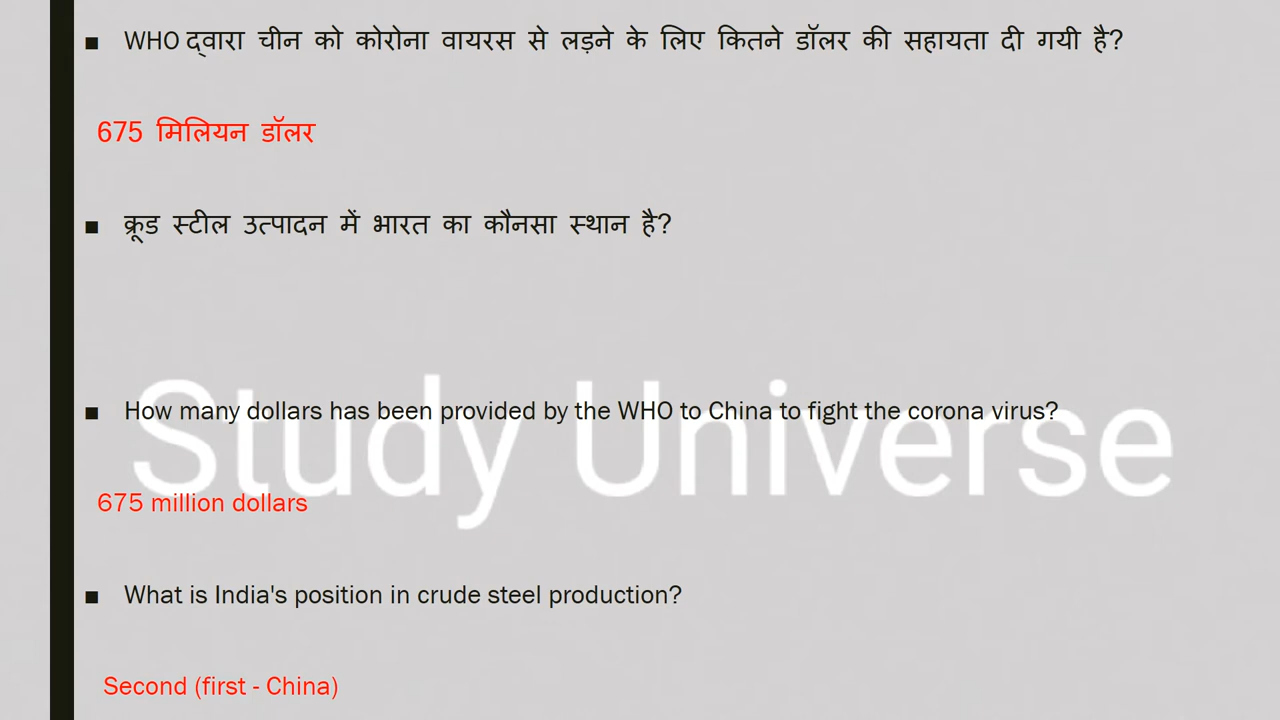 WHO द्वारा चीन को कोरोना वायरस से लड़ने के लिए कितने डॉलर की सहायता दी गयी है?
675 मिलियन डॉलर
क्रूड स्टील उत्पादन में भारत का कौनसा स्थान है?
Study Universe
How many dollars has been provided by the WHO to China to fight the corona virus?
675 million dollars
What is India's position in crude steel production?
Second (first - China)